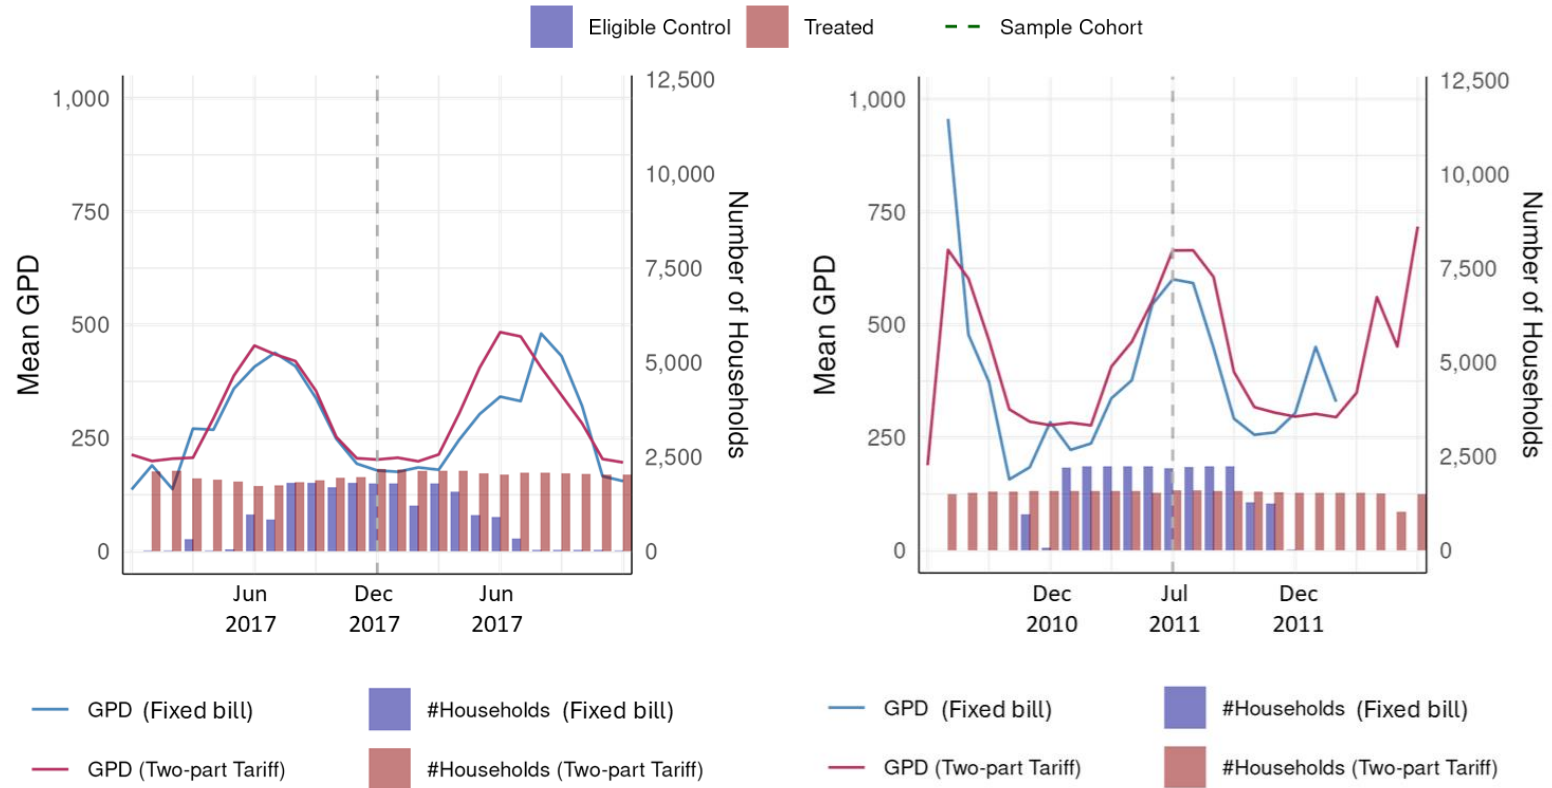 Eligible Control Treated Sample Cohort
1,000
750
500
250
0
Mean GPD
12,500
10,000
7,500
5,000
2,500
0
Number of Households
Jun Dec Jun
2017 2017 2017
GPD (Fixed bill) #Households (Fixed bill)
GPD (Two-part Tariff) #Households (Two-part Tariff)
1,000
750
500
250
0
Mean GPD
12,500
10,000
7,500
5,000
2,500
0
Number of Households
Dec Jul Dec
2010 2011 2011
GPD (Fixed bill) #Households (Fixed bill)
GPD (Two-part Tariff) #Households (Two-part Tariff)